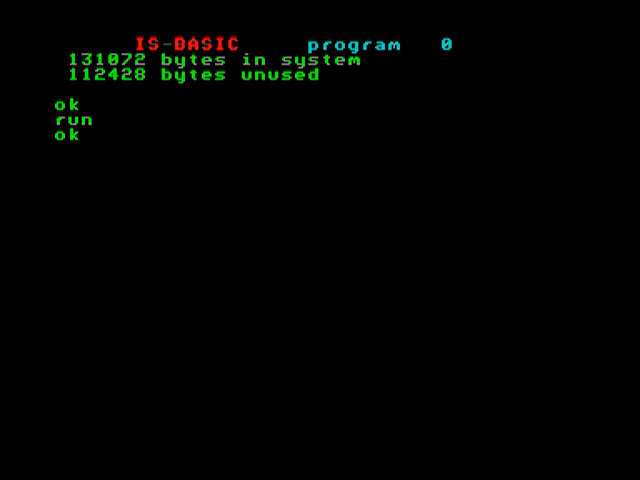 IS-BASIC program 0
131072 bytes in system
112428 bytes unused
ok
run
ok